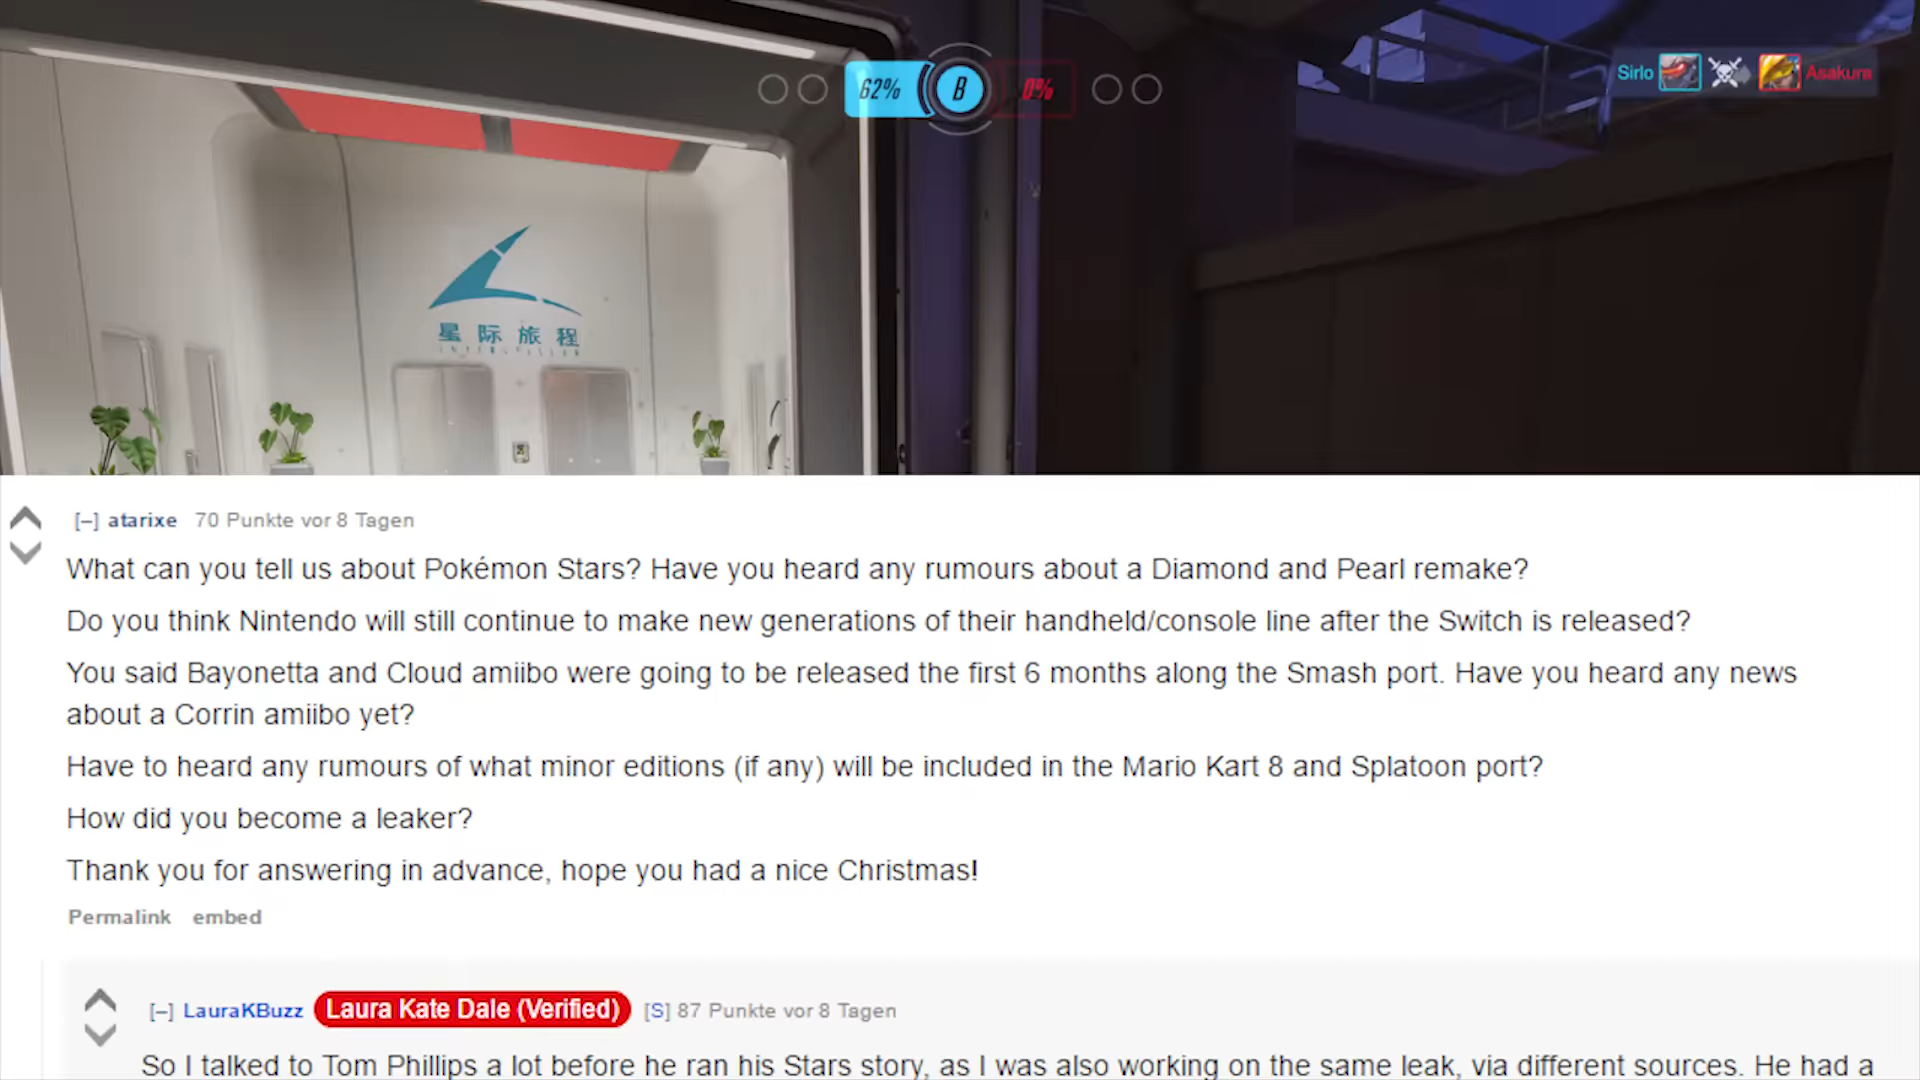 62% B 0%
Sirlo Asakura
星际旅程
INTERSTELLAR
[–] atarixe 70 Punkte vor 8 Tagen
What can you tell us about Pokémon Stars? Have you heard any rumours about a Diamond and Pearl remake?
Do you think Nintendo will still continue to make new generations of their handheld/console line after the Switch is released?
You said Bayonetta and Cloud amiibo were going to be released the first 6 months along the Smash port. Have you heard any news
about a Corrin amiibo yet?
Have to heard any rumours of what minor editions (if any) will be included in the Mario Kart 8 and Splatoon port?
How did you become a leaker?
Thank you for answering in advance, hope you had a nice Christmas!
Permalink embed
[–] LauraKBuzz Laura Kate Dale (Verified) [S] 87 Punkte vor 8 Tagen
So I talked to Tom Phillips a lot before he ran his Stars story, as I was also working on the same leak, via different sources. He had a